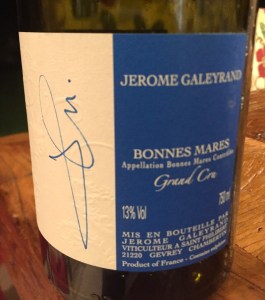 JEROME GALEYRAND
BONNES MARES
Appellation Bonnes Mares Controlée
Grand Cru
13% Vol
750ml
MIS EN BOUTEILLE PAR
JEROME GALEYRAND
VITICULTEUR A SAINT PHILIBERT
21220 GEVREY CHAMBERTIN
Product of France -